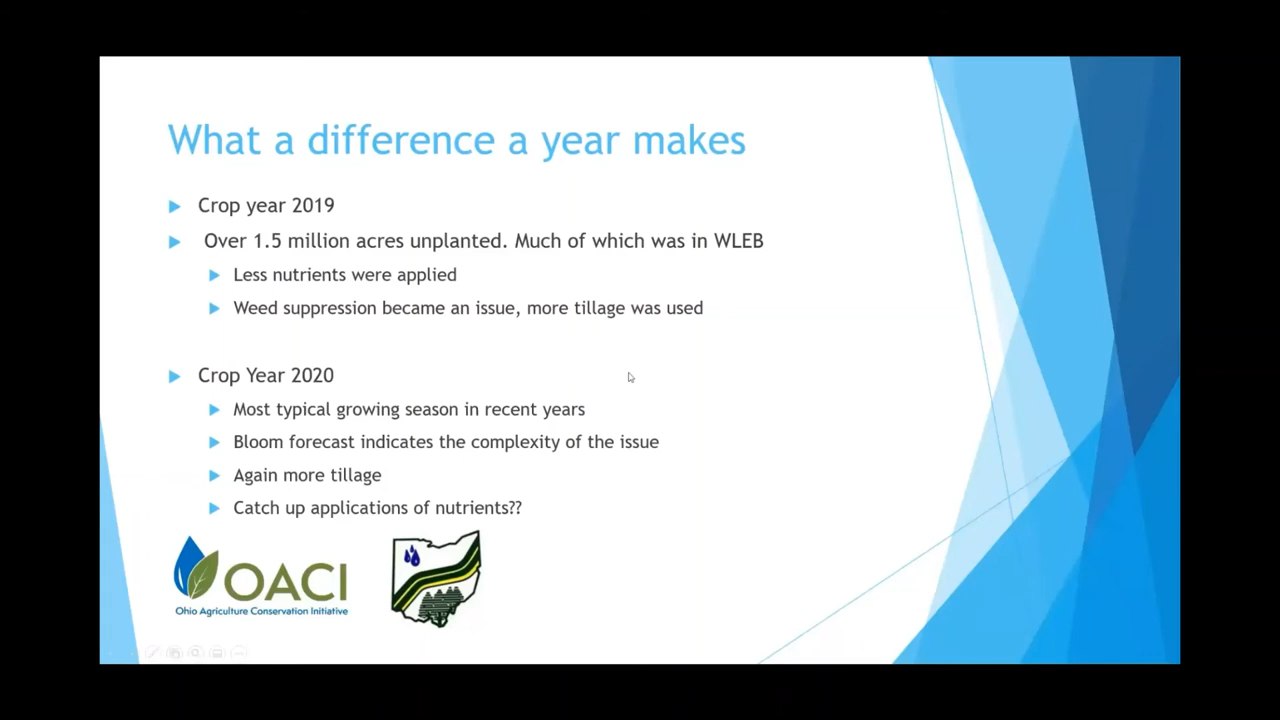 What a difference a year makes
Crop year 2019
Over 1.5 million acres unplanted. Much of which was in WLEB
Less nutrients were applied
Weed suppression became an issue, more tillage was used
Crop Year 2020
Most typical growing season in recent years
Bloom forecast indicates the complexity of the issue
Again more tillage
Catch up applications of nutrients??
OACI
Ohio Agriculture Conservation Initiative